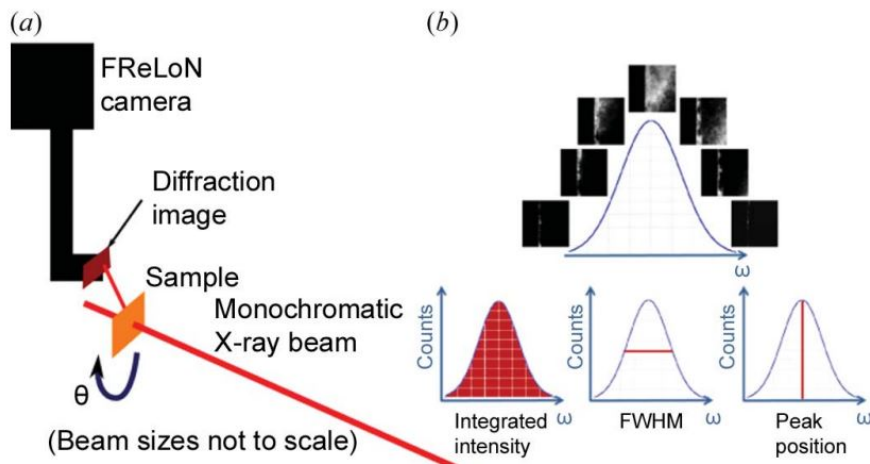 (a)
FReLoN
camera
Diffraction
image
Sample
Monochromatic
X-ray beam
θ
(Beam sizes not to scale)
(b)
ω
Counts
Integrated
intensity
ω
Counts
FWHM
ω
Counts
Peak
position
ω